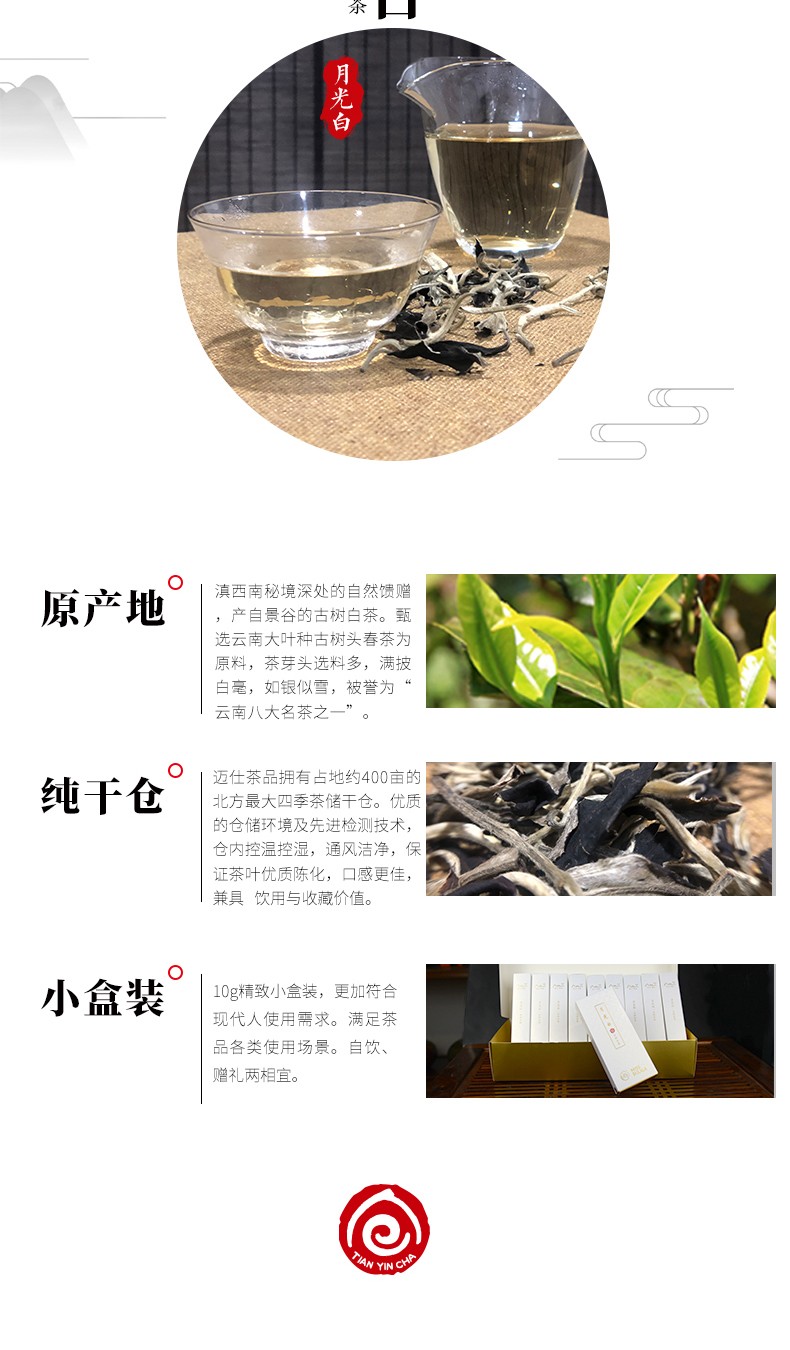 茶
月光白
原产地
滇西南秘境深处的自然馈赠
，产自景谷的古树白茶。甄
选云南大叶种古树头春茶为
原料，茶芽头选料多，满披
白毫，如银似雪，被誉为“
云南八大名茶之一”。
纯干仓
迈仕茶品拥有占地约400亩的
北方最大四季茶储干仓。优质
的仓储环境及先进检测技术，
仓内控温控湿，通风洁净，保
证茶叶优质陈化，口感更佳，
兼具 饮用与收藏价值。
小盒装
10g精致小盒装，更加符合
现代人使用需求。满足茶
品各类使用场景。自饮、
赠礼两相宜。
TIAN YIN CHA